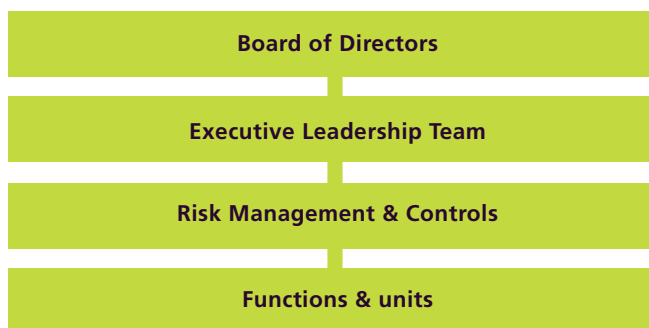 Board of Directors
Executive Leadership Team
Risk Management & Controls
Functions & units